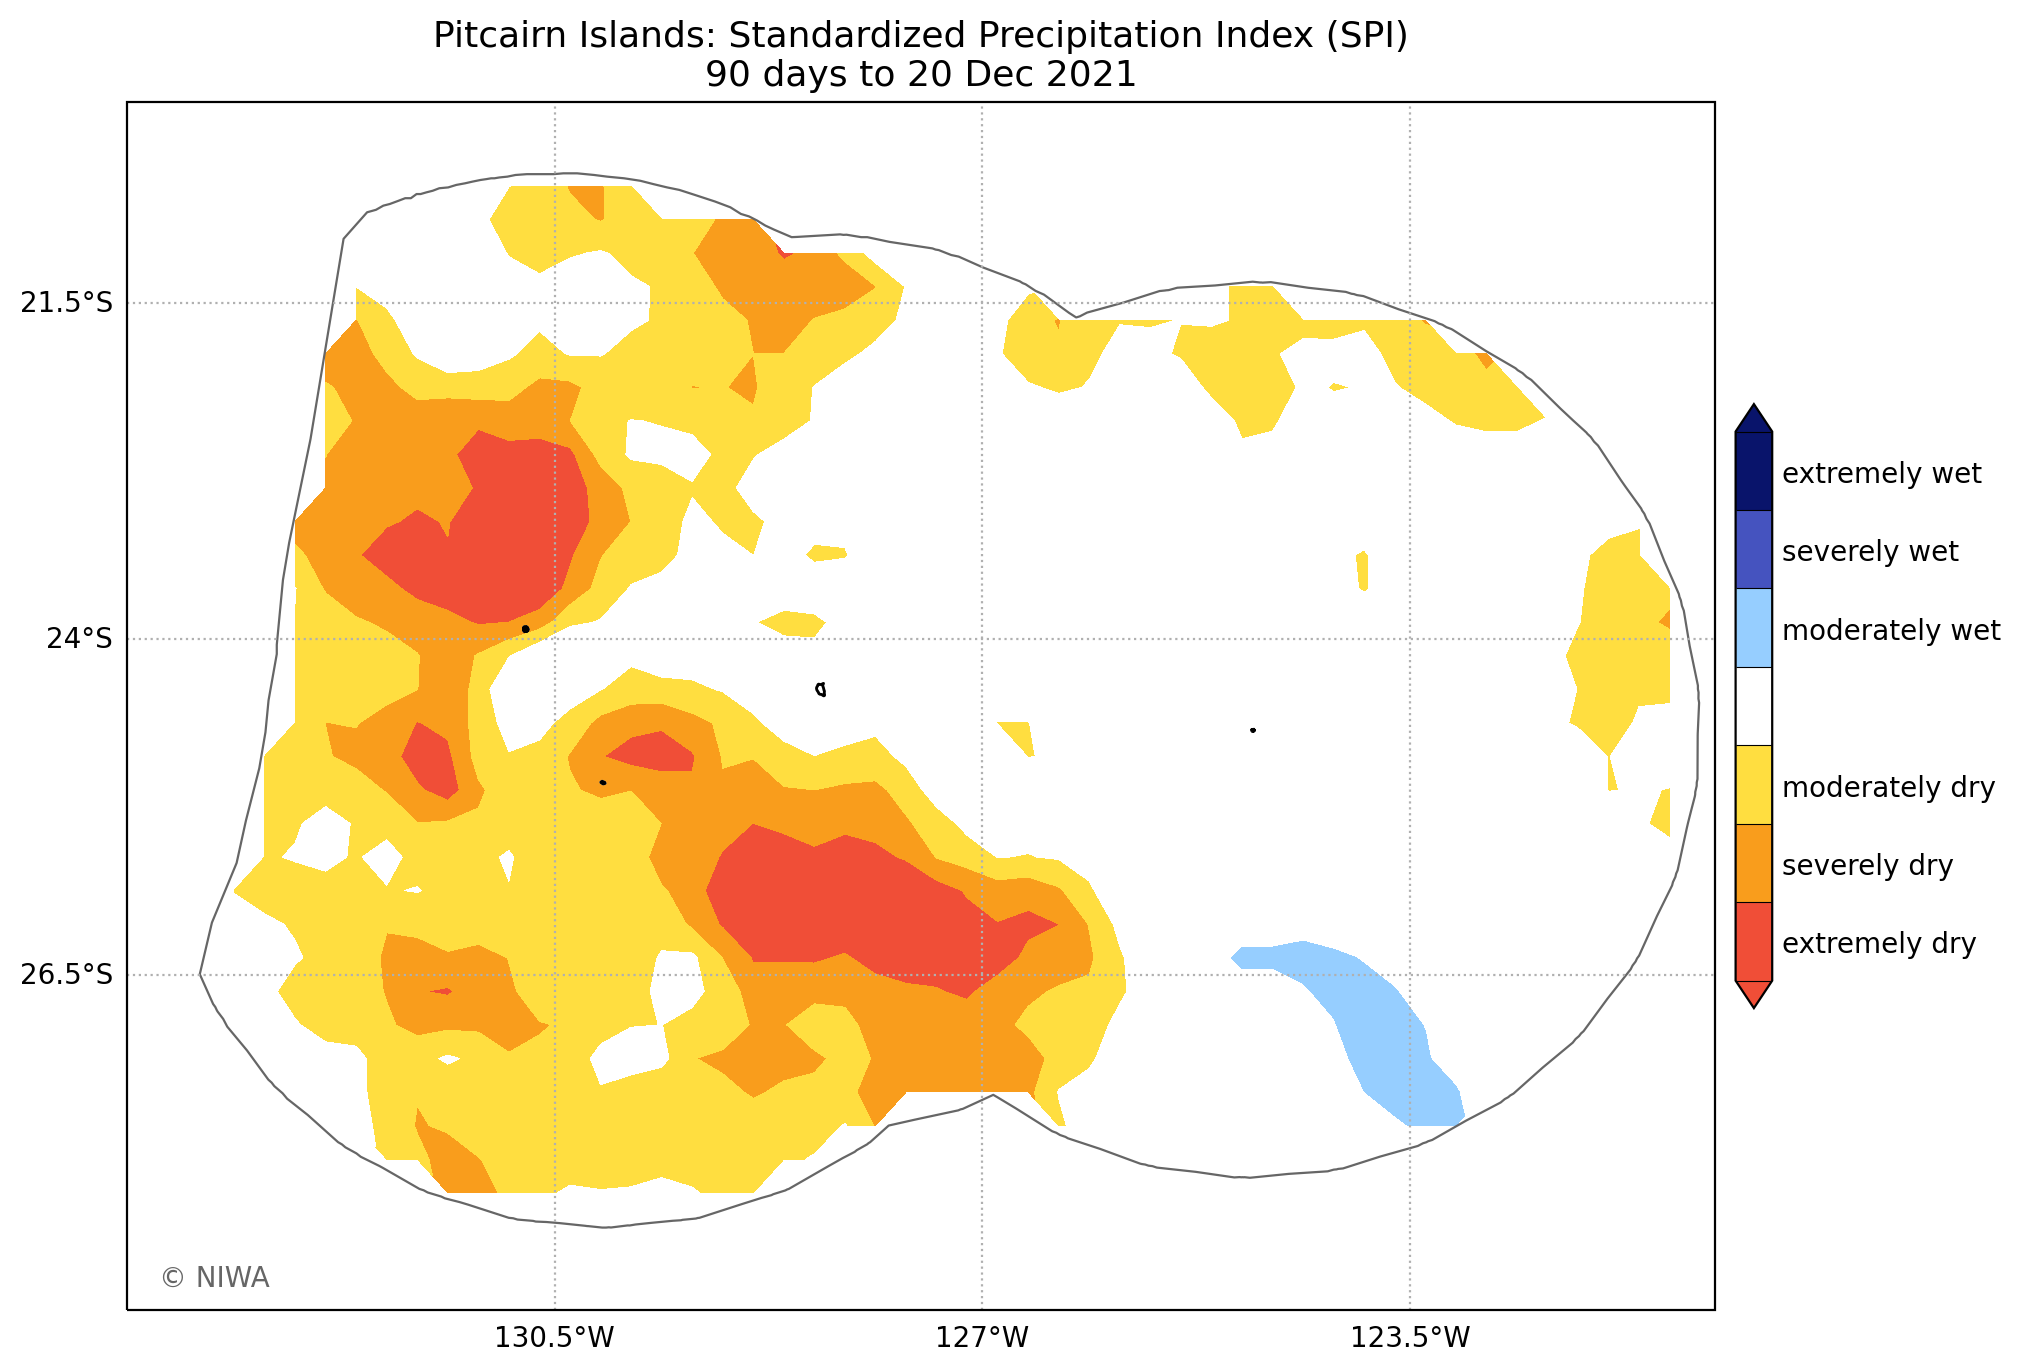 Pitcairn Islands: Standardized Precipitation Index (SPI)
90 days to 20 Dec 2021
21.5°S
24°S
26.5°S
130.5°W
127°W
123.5°W
extremely wet
severely wet
moderately wet
moderately dry
severely dry
extremely dry
© NIWA